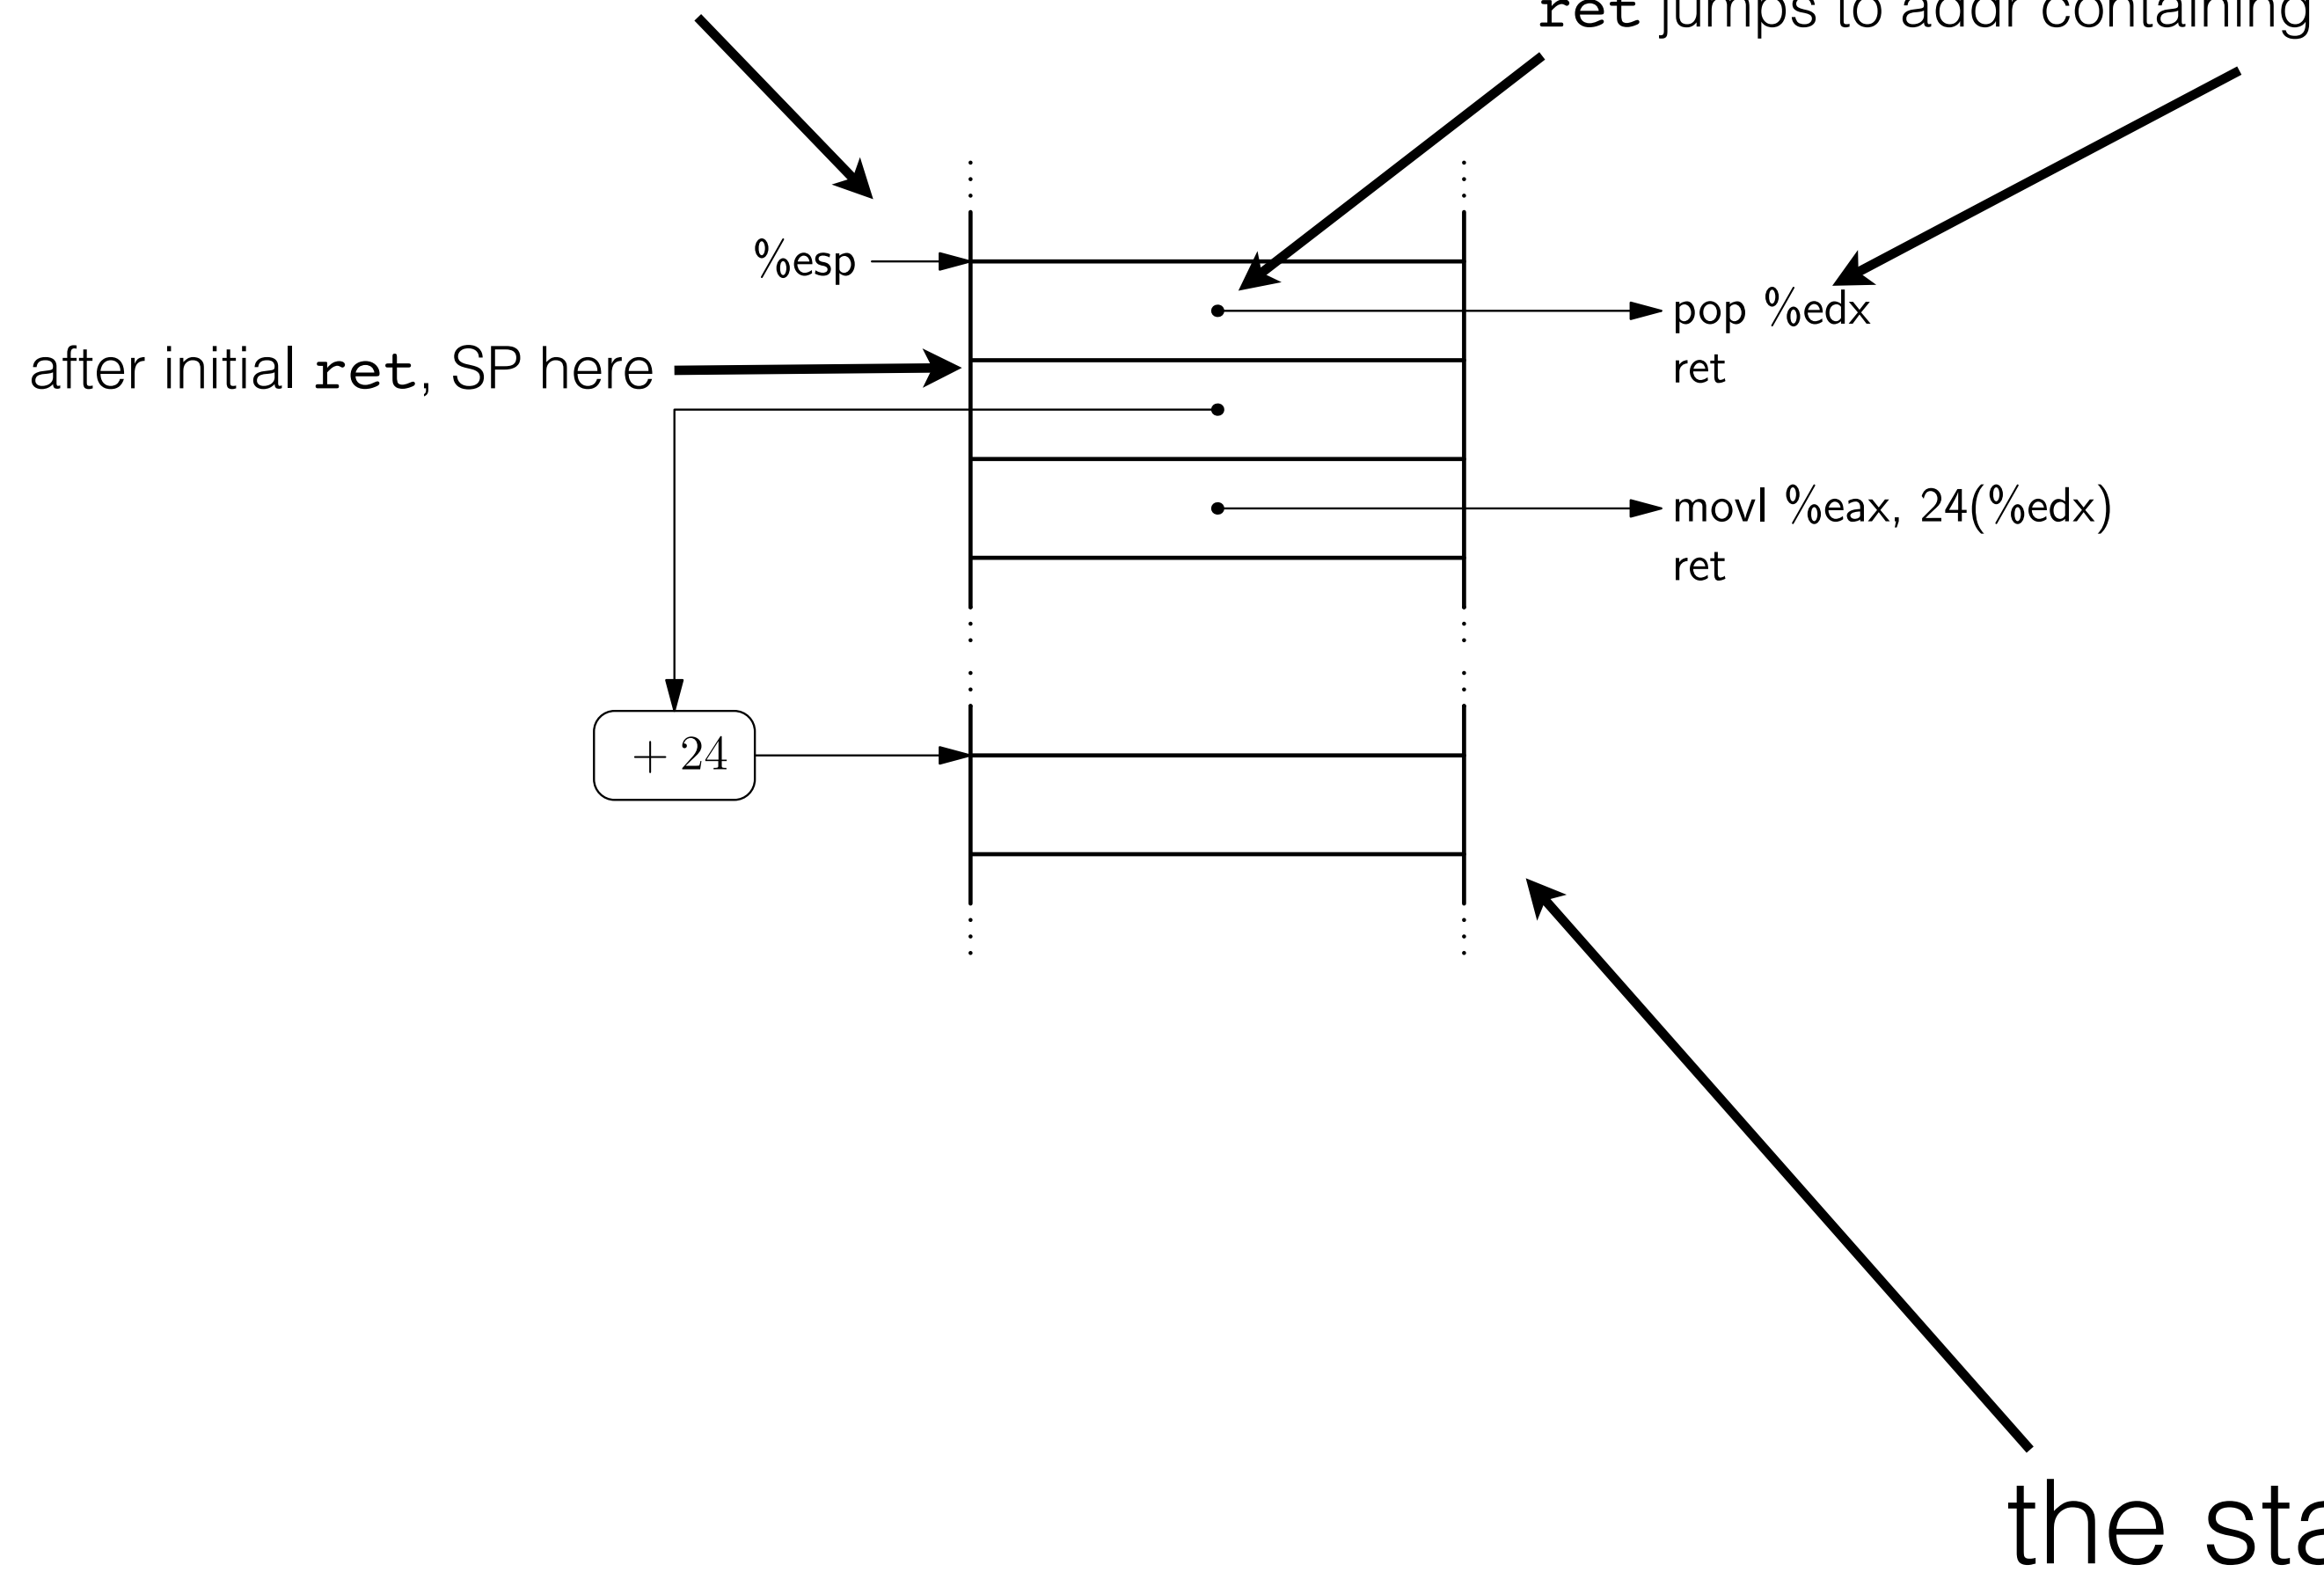 ret jumps to addr containing
%esp
pop %edx
ret
after initial ret, SP here
movl %eax, 24(%edx)
ret
+ 24
the